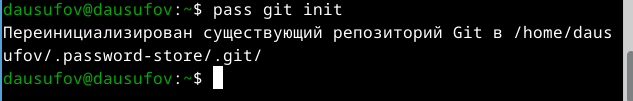 dausufov@dausufov:~$ pass git init
Переинициализирован существующий репозиторий Git в /home/daus
ufov/.password-store/.git/
dausufov@dausufov:~$